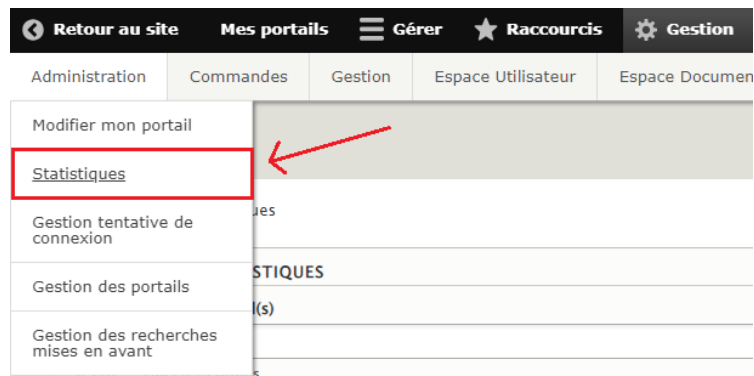 Retour au site Mes portails Gérer Raccourcis Gestion
Administration Commandes Gestion Espace Utilisateur Espace Documen
Modifier mon portail
Statistiques
Gestion tentative de
connexion
ues
STIQUES
Gestion des portails
l(s)
Gestion des recherches
mises en avant